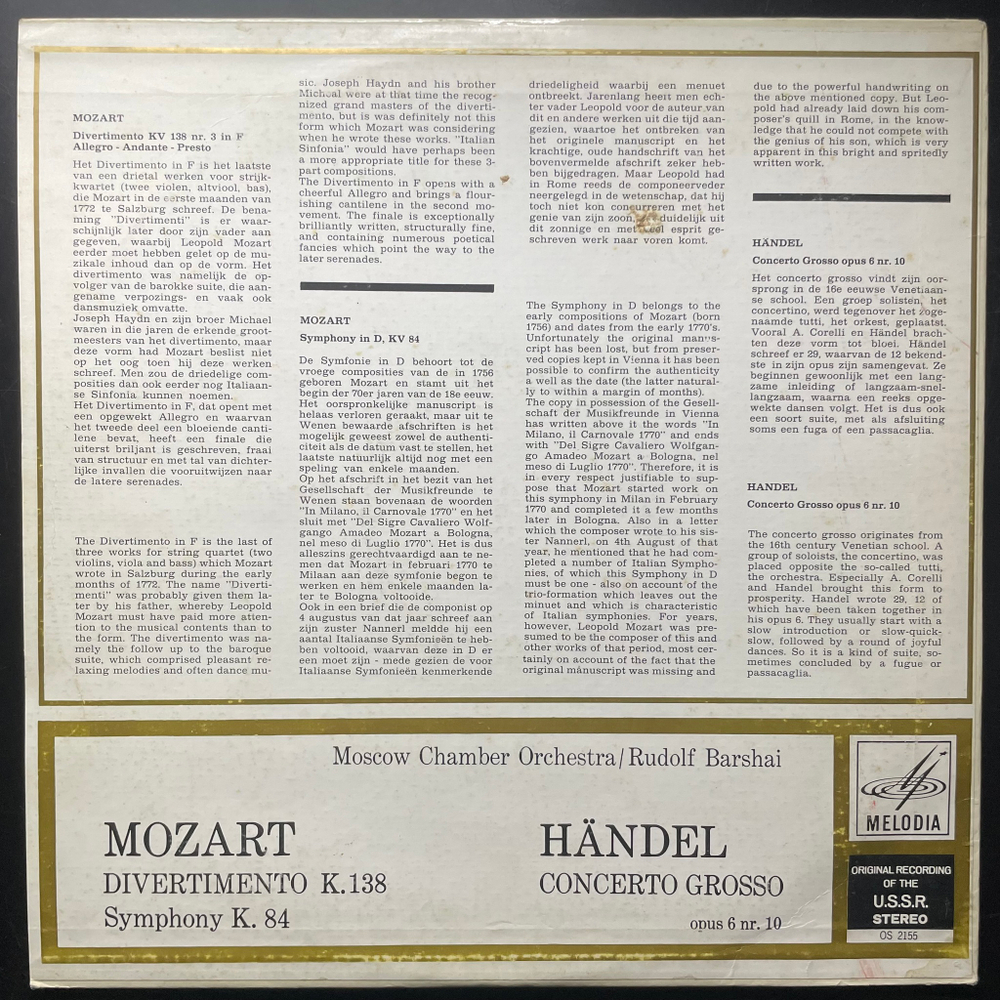 MOZART
Divertimento KV 138 nr. 3 in F
Allegro - Andante - Presto
Het Divertimento in F is het laatste
van een drietal werken voor strijk-
kwartet (twee violen, altviool, bas),
die Mozart in de eerste maanden van
1772 te Salzburg schreef. De bena-
ming "Divertimenti" is er waar-
schijnlijk later door zijn vader aan
gegeven, waarbij Leopold Mozart
eerder moet hebben gelet op de mu-
zikale inhoud dan op de vorm. Het
divertimento was namelijk de op-
volger van de barokke suite, die aan-
gename verpozings- en vaak ook
dansmuziek omvatte.
Joseph Haydn en zijn broer Michael
waren in die jaren de erkende groot-
meesters van het divertimento, maar
deze vorm had Mozart beslist niet
op het oog toen hij deze werken
schreef. Men zou de driedelige com-
posities dan ook eerder nog Italiaan-
se Sinfonia kunnen noemen.
Het Divertimento in F, dat opent met
een opgewekt Allegro en waarvan
het tweede deel een bloeiende canti-
lene bevat, heeft een finale die
uiterst briljant is geschreven, fraai
van structuur en met tal van dichter-
lijke invallen die vooruitwijzen naar
de latere serenades.
The Divertimento in F is the last of
three works for string quartet (two
violins, viola and bass) which Mozart
wrote in Salzburg during the early
months of 1772. The name "Diverti-
menti" was probably given them la-
ter by his father, whereby Leopold
Mozart must have paid more atten-
tion to the musical contents than to
the form. The divertimento was na-
mely the follow up to the baroque
suite, which comprised pleasant re-
laxing melodies and often dance mu-
sic. Joseph Haydn and his brother
Micheal were at that time the recog-
nized grand masters of the diverti-
mento, but is was definitely not this
form which Mozart was considering
when he wrote these works. "Italian
Sinfonia" would have perhaps been
a more appropriate title for these 3-
part compositions.
The Divertimento in F opens with a
cheerful Allegro and brings a flour-
ishing cantilene in the second mo-
vement. The finale is exceptionally
brilliantly written, structurally fine,
and containing numerous poetical
fancies which point the way to the
later serenades.
MOZART
Symphony in D, KV 84
De Symfonie in D behoort tot de
vroege composities van de in 1756
geboren Mozart en stamt uit het
begin der 70er jaren van de 18e eeuw.
Het oorspronkelijke manuscript is
helaas verloren geraakt, maar uit te
Wenen bewaarde afschriften is het
mogelijk geweest zowel de authenti-
citeit als de datum vast te stellen, het
laatste natuurlijk altijd nog met een
speling van enkele maanden.
Op het afschrift in het bezit van het
Gesellschaft der Musikfreunde te
Wenen staan bovenaan de woorden
"In Milano, il Carnovale 1770" en het
sluit met "Del Sigre Cavaliero Wolf-
gango Amadeo Mozart a Bologna,
nel meso di Luglio 1770". Het is dus
alleszins gerechtvaardigd aan te ne-
men dat Mozart in februari 1770 te
Milaan aan deze symfonie begon te
werken en hem enkele maanden la-
ter te Bologna voltooide.
Ook in een brief die de componist op
4 augustus van dat jaar schreef aan
zijn zuster Nannerl meldde hij een
aantal Italiaanse Symfonieën te heb-
ben voltooid, waarvan deze in D er
een moet zijn - mede gezien de voor
Italiaanse Symfonieën kenmerkende
driedeligheid waarbij een menuet
ontbreekt. Jarenlang heeft men ech-
ter vader Leopold voor de auteur van
dit en andere werken uit die tijd aan-
gezien, waartoe het ontbreken van
het originele manuscript en het
krachtige, oude handschrift van het
bovenvermelde afschrift zeker heb-
ben bijgedragen. Maar Leopold had
in Rome reeds de componeerveder
neergelegd in de wetenschap, dat hij
toch niet kon concurreren met het
genie van zijn zoon, duidelijk uit
dit zonnige en met esprit ge-
schreven werk naar voren komt.
The Symphony in D belongs to the
early compositions of Mozart (born
1756) and dates from the early 1770's.
Unfortunately the original manus-
script has been lost, but from preser-
ved copies kept in Vienna it has been
possible to confirm the authenticity
a well as the date (the latter natural-
ly to within a margin of months).
The copy in possession of the Gesell-
schaft der Musikfreunde in Vienna
has written above it the words "In
Milano, il Carnovale 1770" and ends
with "Del Sigre Cavaliero Wolfgan-
go Amadeo Mozart a Bologna, nel
meso di Luglio 1770". Therefore, it is
in every respect justifiable to sup-
pose that Mozart started work on
this symphony in Milan in February
1770 and completed it a few months
later in Bologna. Also in a letter
which the composer wrote to his sis-
ter Nannerl, on 4th August of that
year, he mentioned that he had com-
pleted a number of Italian Sympho-
nies, of which this Symphony in D
must be one - also on account of the
trio-formation which leaves out the
minuet and which is characteristic
of Italian symphonies. For years,
however, Leopold Mozart was pre-
sumed to be the composer of this and
other works of that period, most cer-
tainly on account of the fact that the
original mánuscript was missing and
due to the powerful handwriting on
the above mentioned copy. But Leo-
pold had already laid down his com-
poser's quill in Rome, in the know-
ledge that he could not compete with
the genius of his son, which is very
apparent in this bright and spritedly
written work.
HÄNDEL
Concerto Grosso opus 6 nr. 10
Het concerto grosso vindt zijn oor-
sprong in de 16e eeuwse Venetiaan-
se school. Een groep solisten, het
concertino, werd tegenover het zoge-
naamde tutti, het orkest, geplaatst.
Vooral A. Corelli en Händel brach-
ten deze vorm tot bloei. Händel
schreef er 29, waarvan de 12 bekend-
ste in zijn opus zijn samengevat. Ze
beginnen gewoonlijk met een lang-
zame inleiding of langzaam-snel-
langzaam, waarna een reeks opge-
wekte dansen volgt. Het is dus ook
een soort suite, met als afsluiting
soms een fuga of een passacaglia.
HANDEL
Concerto Grosso opus 6 nr. 10
The concerto grosso originates from
the 16th century Venetian school. A
group of soloists, the concertino, was
placed opposite the so-called tutti,
the orchestra. Especially A. Corelli
and Handel brought this form to
prosperity. Handel wrote 29, 12 of
which have been taken together in
his opus 6. They usually start with a
slow introduction or slow-quick-
slow, followed by a round of joyful
dances. So it is a kind of suite, so-
metimes concluded by a fugue or
passacaglia.
Moscow Chamber Orchestra/Rudolf Barshai
MOZART
DIVERTIMENTO K.138
Symphony K. 84
HÄNDEL
CONCERTO GROSSO
opus 6 nr. 10
MELODIA
ORIGINAL RECORDING
OF THE
U.S.S.R.
STEREO
OS 2155